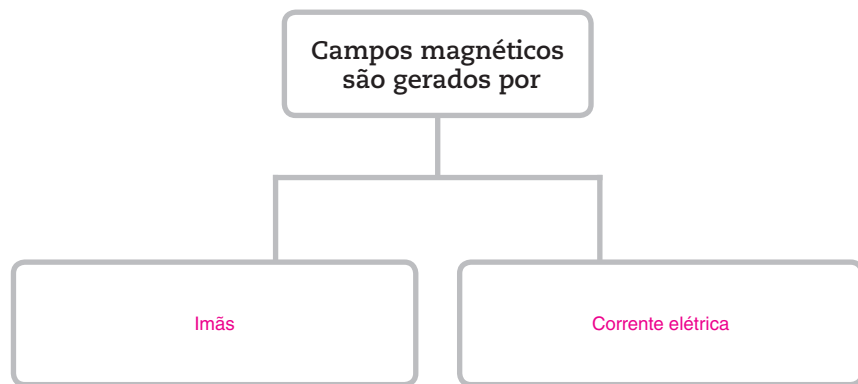 Campos magnéticos
são gerados por
Imãs
Corrente elétrica